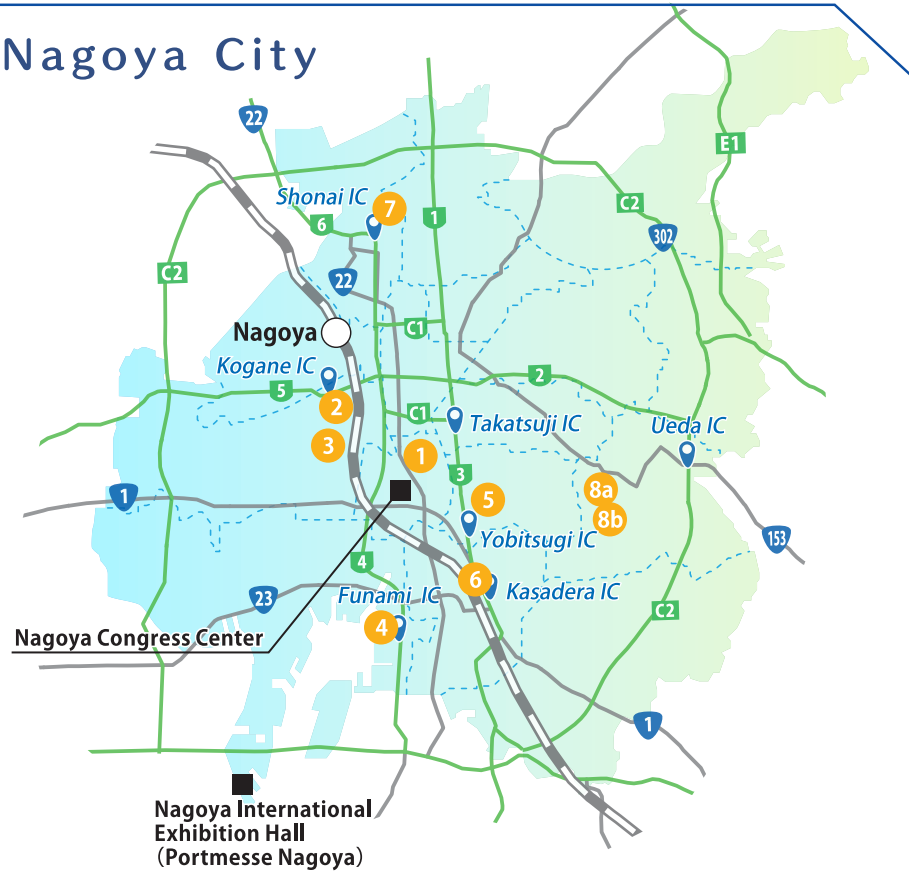 Nagoya City
22
E1
Shonai IC
7
C2
6
1
302
C2
22
Nagoya
C1
Kogane IC
2
5
2
C1
Takatsuji IC
Ueda IC
3
1
3
8a
1
5
8b
Yobitsugi IC
153
4
6
23
Funami IC
Kasadera IC
C2
4
Nagoya Congress Center
1
Nagoya International
Exhibition Hall
(Portmesse Nagoya)